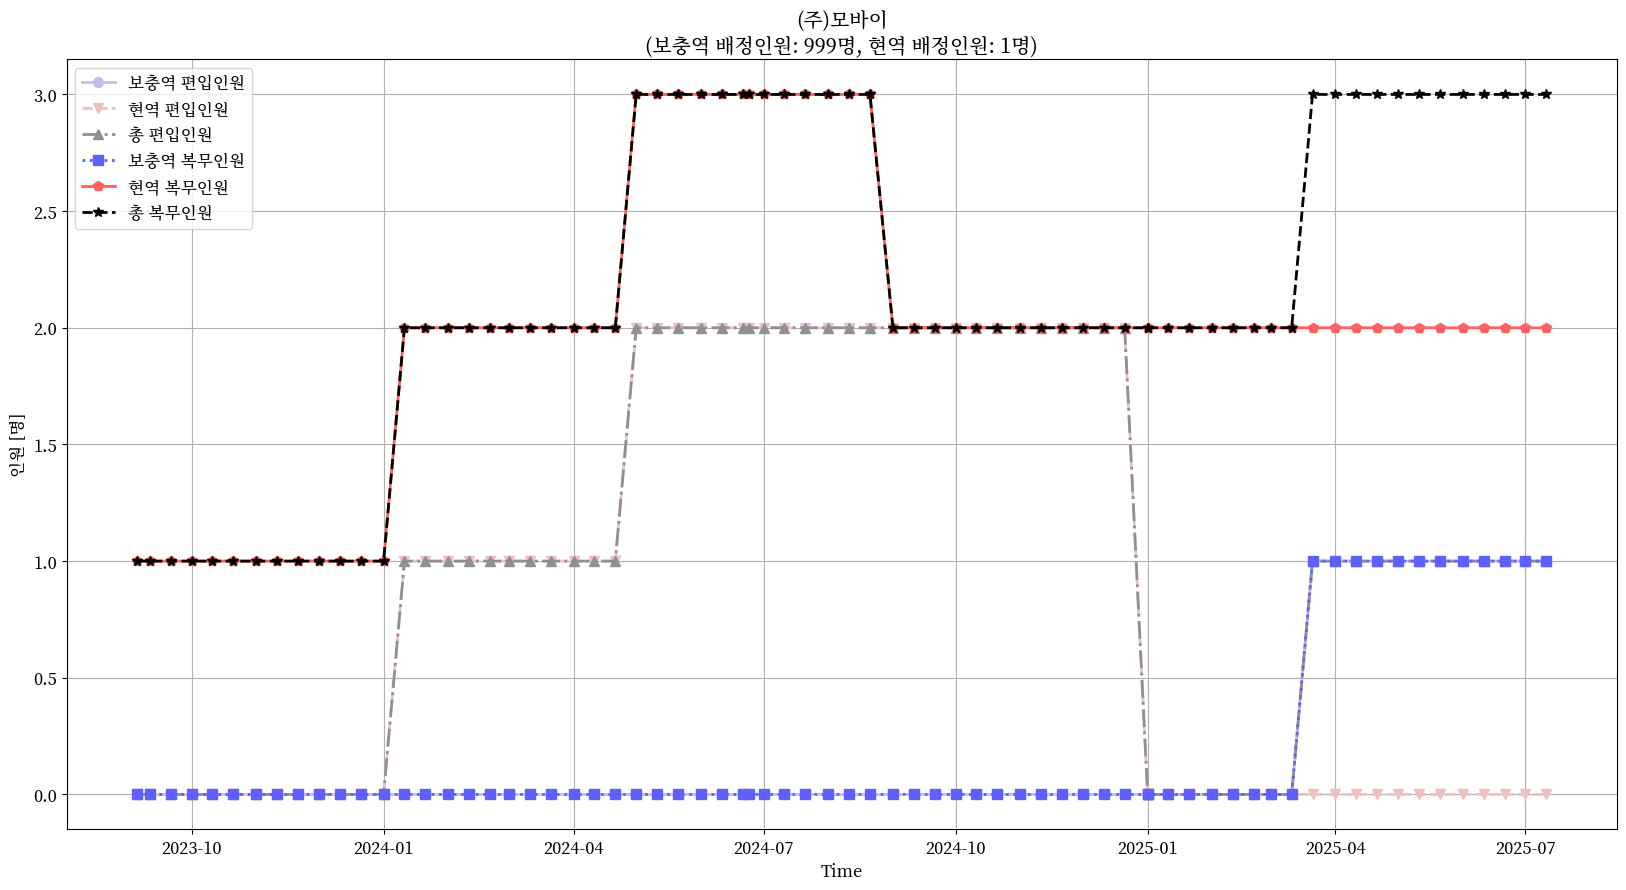 (주)모바이
(보충역 배정인원: 999명, 현역 배정인원: 1명)
보충역 편입인원
현역 편입인원
총 편입인원
보충역 복무인원
현역 복무인원
총 복무인원
3.0
2.5
2.0
1.5
1.0
0.5
0.0
인원 [명]
2023-10
2024-01
2024-04
2024-07
2024-10
2025-01
2025-04
2025-07
Time